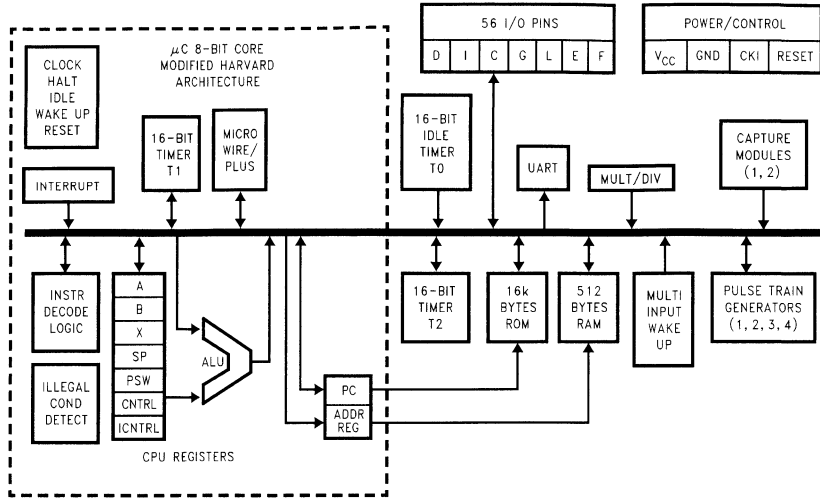 µC 8-BIT CORE
MODIFIED HARVARD
ARCHITECTURE
56 I/O PINS
D I C G L E F
POWER/CONTROL
VCC GND CKI RESET
CLOCK
HALT
IDLE
WAKE UP
RESET
16-BIT
TIMER
T1
MICRO
WIRE/
PLUS
16-BIT
IDLE
TIMER
T0
UART
MULT/DIV
CAPTURE
MODULES
(1, 2)
INTERRUPT
INSTR
DECODE
LOGIC
A
B
X
SP
PSW
CNTRL
ICNTRL
ALU
16-BIT
TIMER
T2
16k
BYTES
ROM
512
BYTES
RAM
MULTI
INPUT
WAKE
UP
PULSE TRAIN
GENERATORS
(1, 2, 3, 4)
ILLEGAL
COND
DETECT
PC
ADDR
REG
CPU REGISTERS